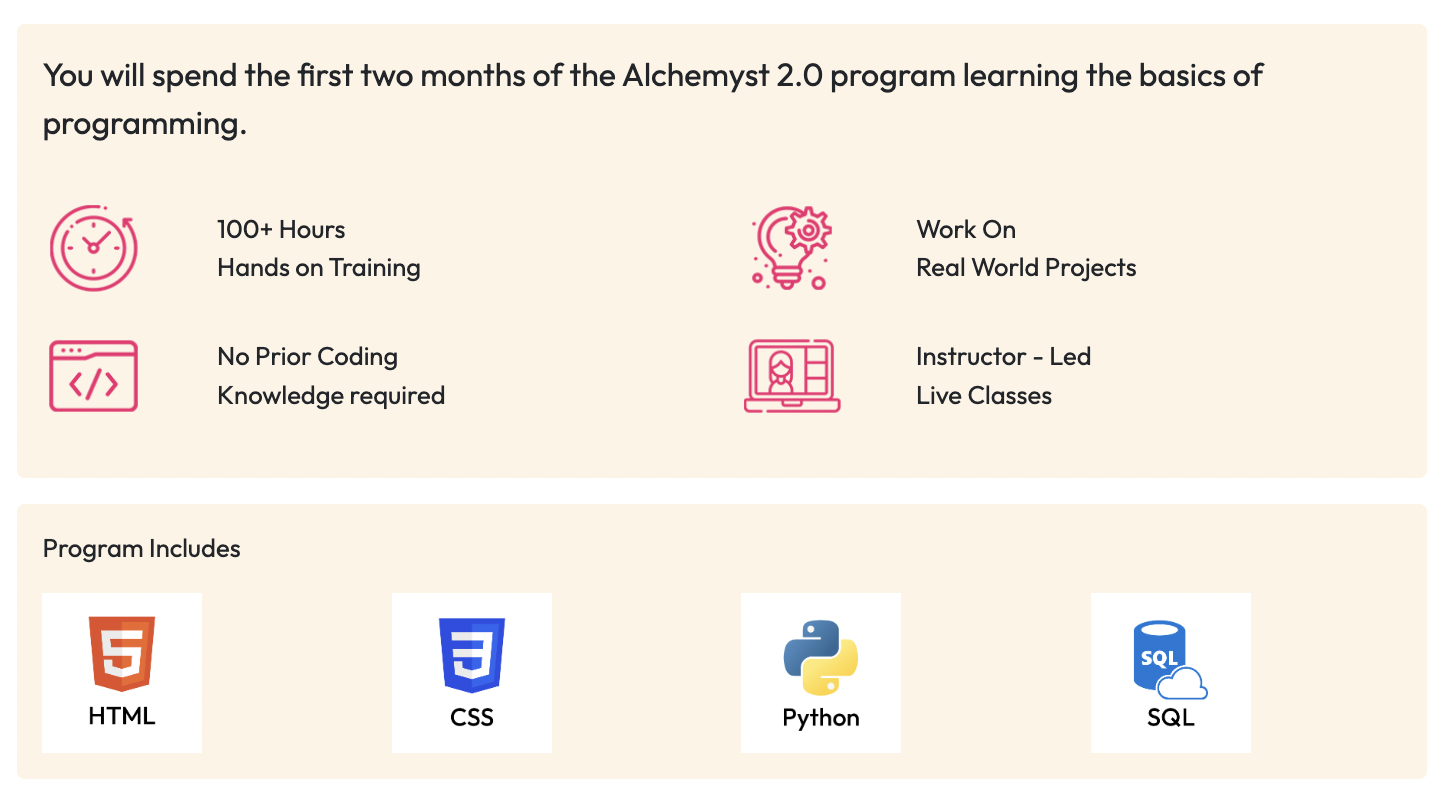 You will spend the first two months of the Alchemyst 2.0 program learning the basics of
programming.
100+ Hours
Hands on Training
Work On
Real World Projects
No Prior Coding
Knowledge required
Instructor - Led
Live Classes
Program Includes
HTML
CSS
Python
SQL
SQL